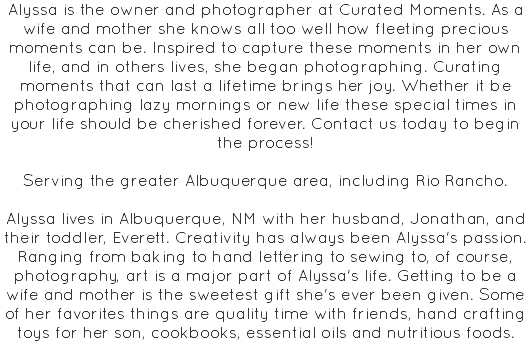 Alyssa is the owner and photographer at Curated Moments. As a
wife and mother she knows all too well how fleeting precious
moments can be. Inspired to capture these moments in her own
life, and in others lives, she began photographing. Curating
moments that can last a lifetime brings her joy. Whether it be
photographing lazy mornings or new life these special times in
your life should be cherished forever. Contact us today to begin
the process!
Serving the greater Albuquerque area, including Rio Rancho.
Alyssa lives in Albuquerque, NM with her husband, Jonathan, and
their toddler, Everett. Creativity has always been Alyssa's passion.
Ranging from baking to hand lettering to sewing to, of course,
photography, art is a major part of Alyssa's life. Getting to be a
wife and mother is the sweetest gift she's ever been given. Some
of her favorites things are quality time with friends, hand crafting
toys for her son, cookbooks, essential oils and nutritious foods.